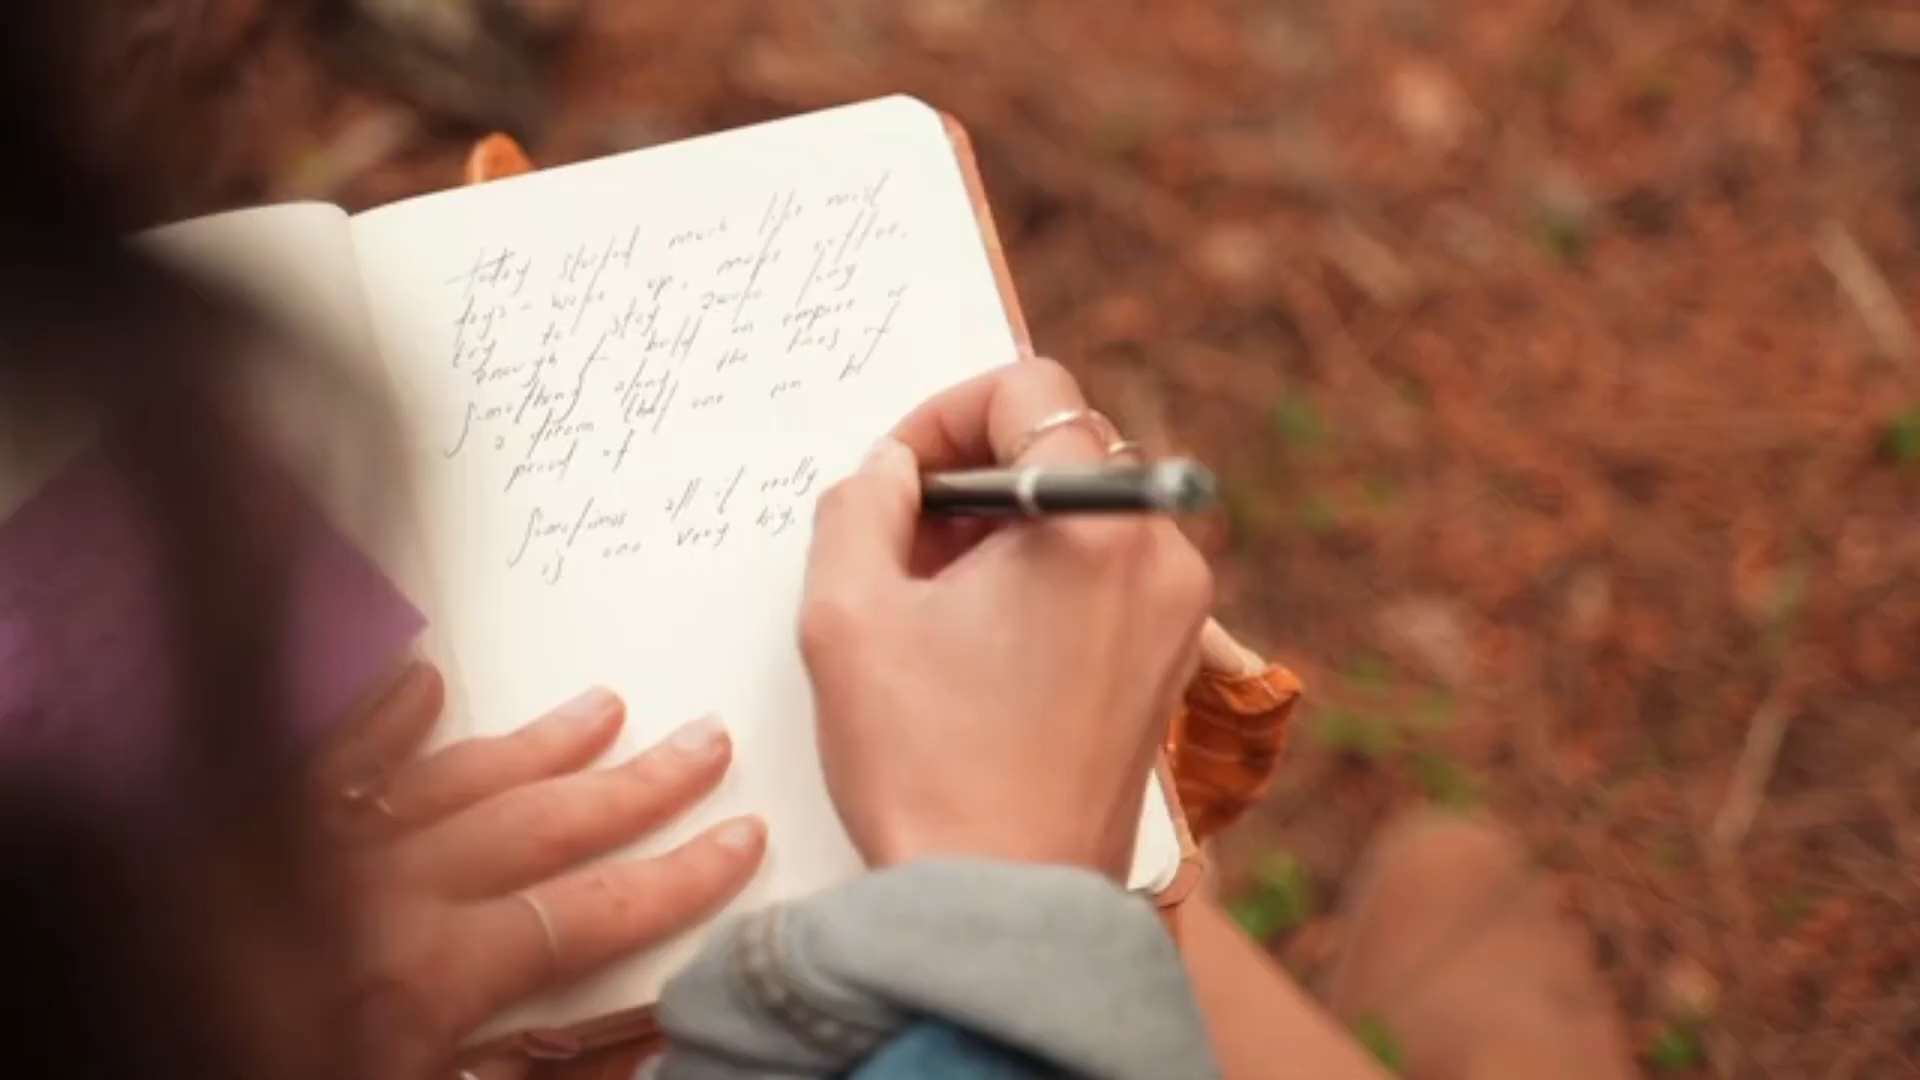 today started much like most
days - woke up, make coffee,
try to stay awake long
enough to build an empire of
something along the lines of
a dream that one can be
proud of
Sometimes all it really
is one very big,